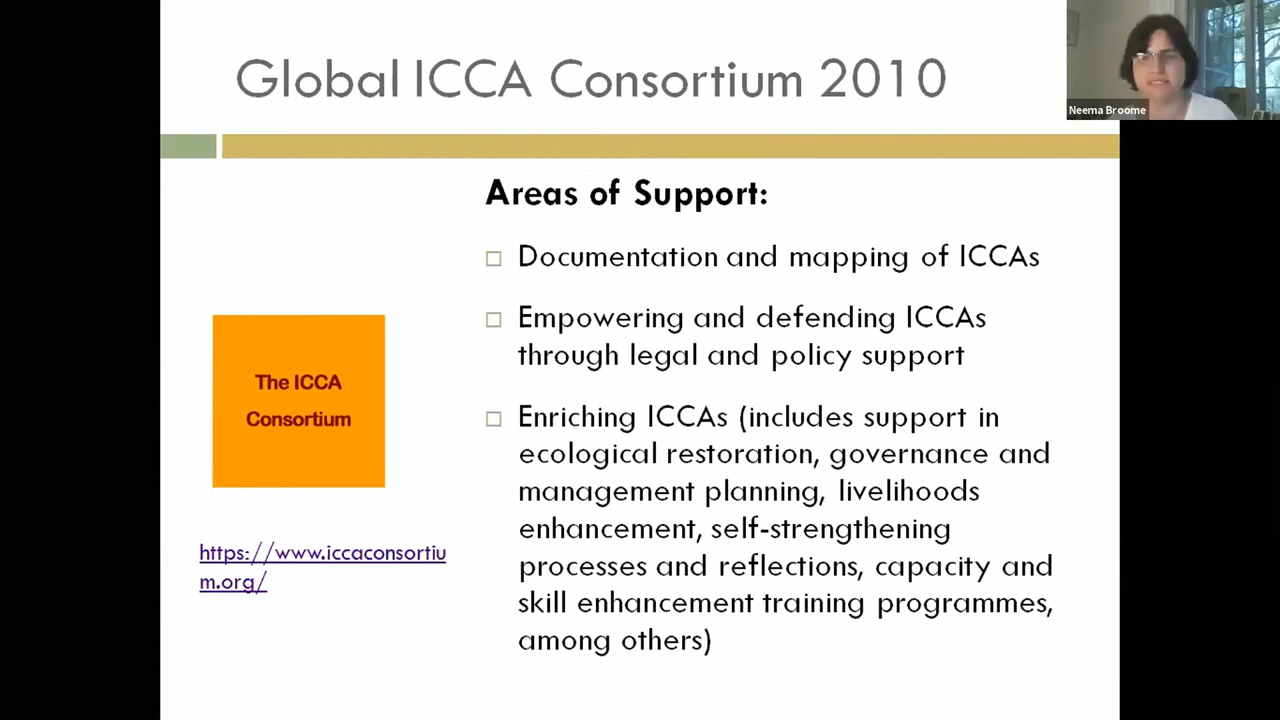 Global ICCA Consortium 2010
Neema Broome
Areas of Support:
Documentation and mapping of ICCAs
Empowering and defending ICCAs
through legal and policy support
Enriching ICCAs (includes support in
ecological restoration, governance and
management planning, livelihoods
enhancement, self-strengthening
processes and reflections, capacity and
skill enhancement training programmes,
among others)
The ICCA
Consortium
https://www.iccaconsortiu
m.org/